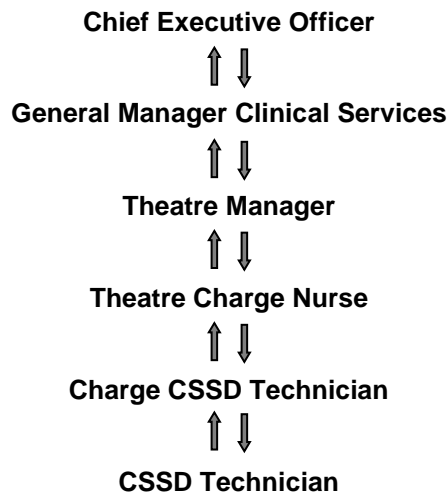 Chief Executive Officer
General Manager Clinical Services
Theatre Manager
Theatre Charge Nurse
Charge CSSD Technician
CSSD Technician